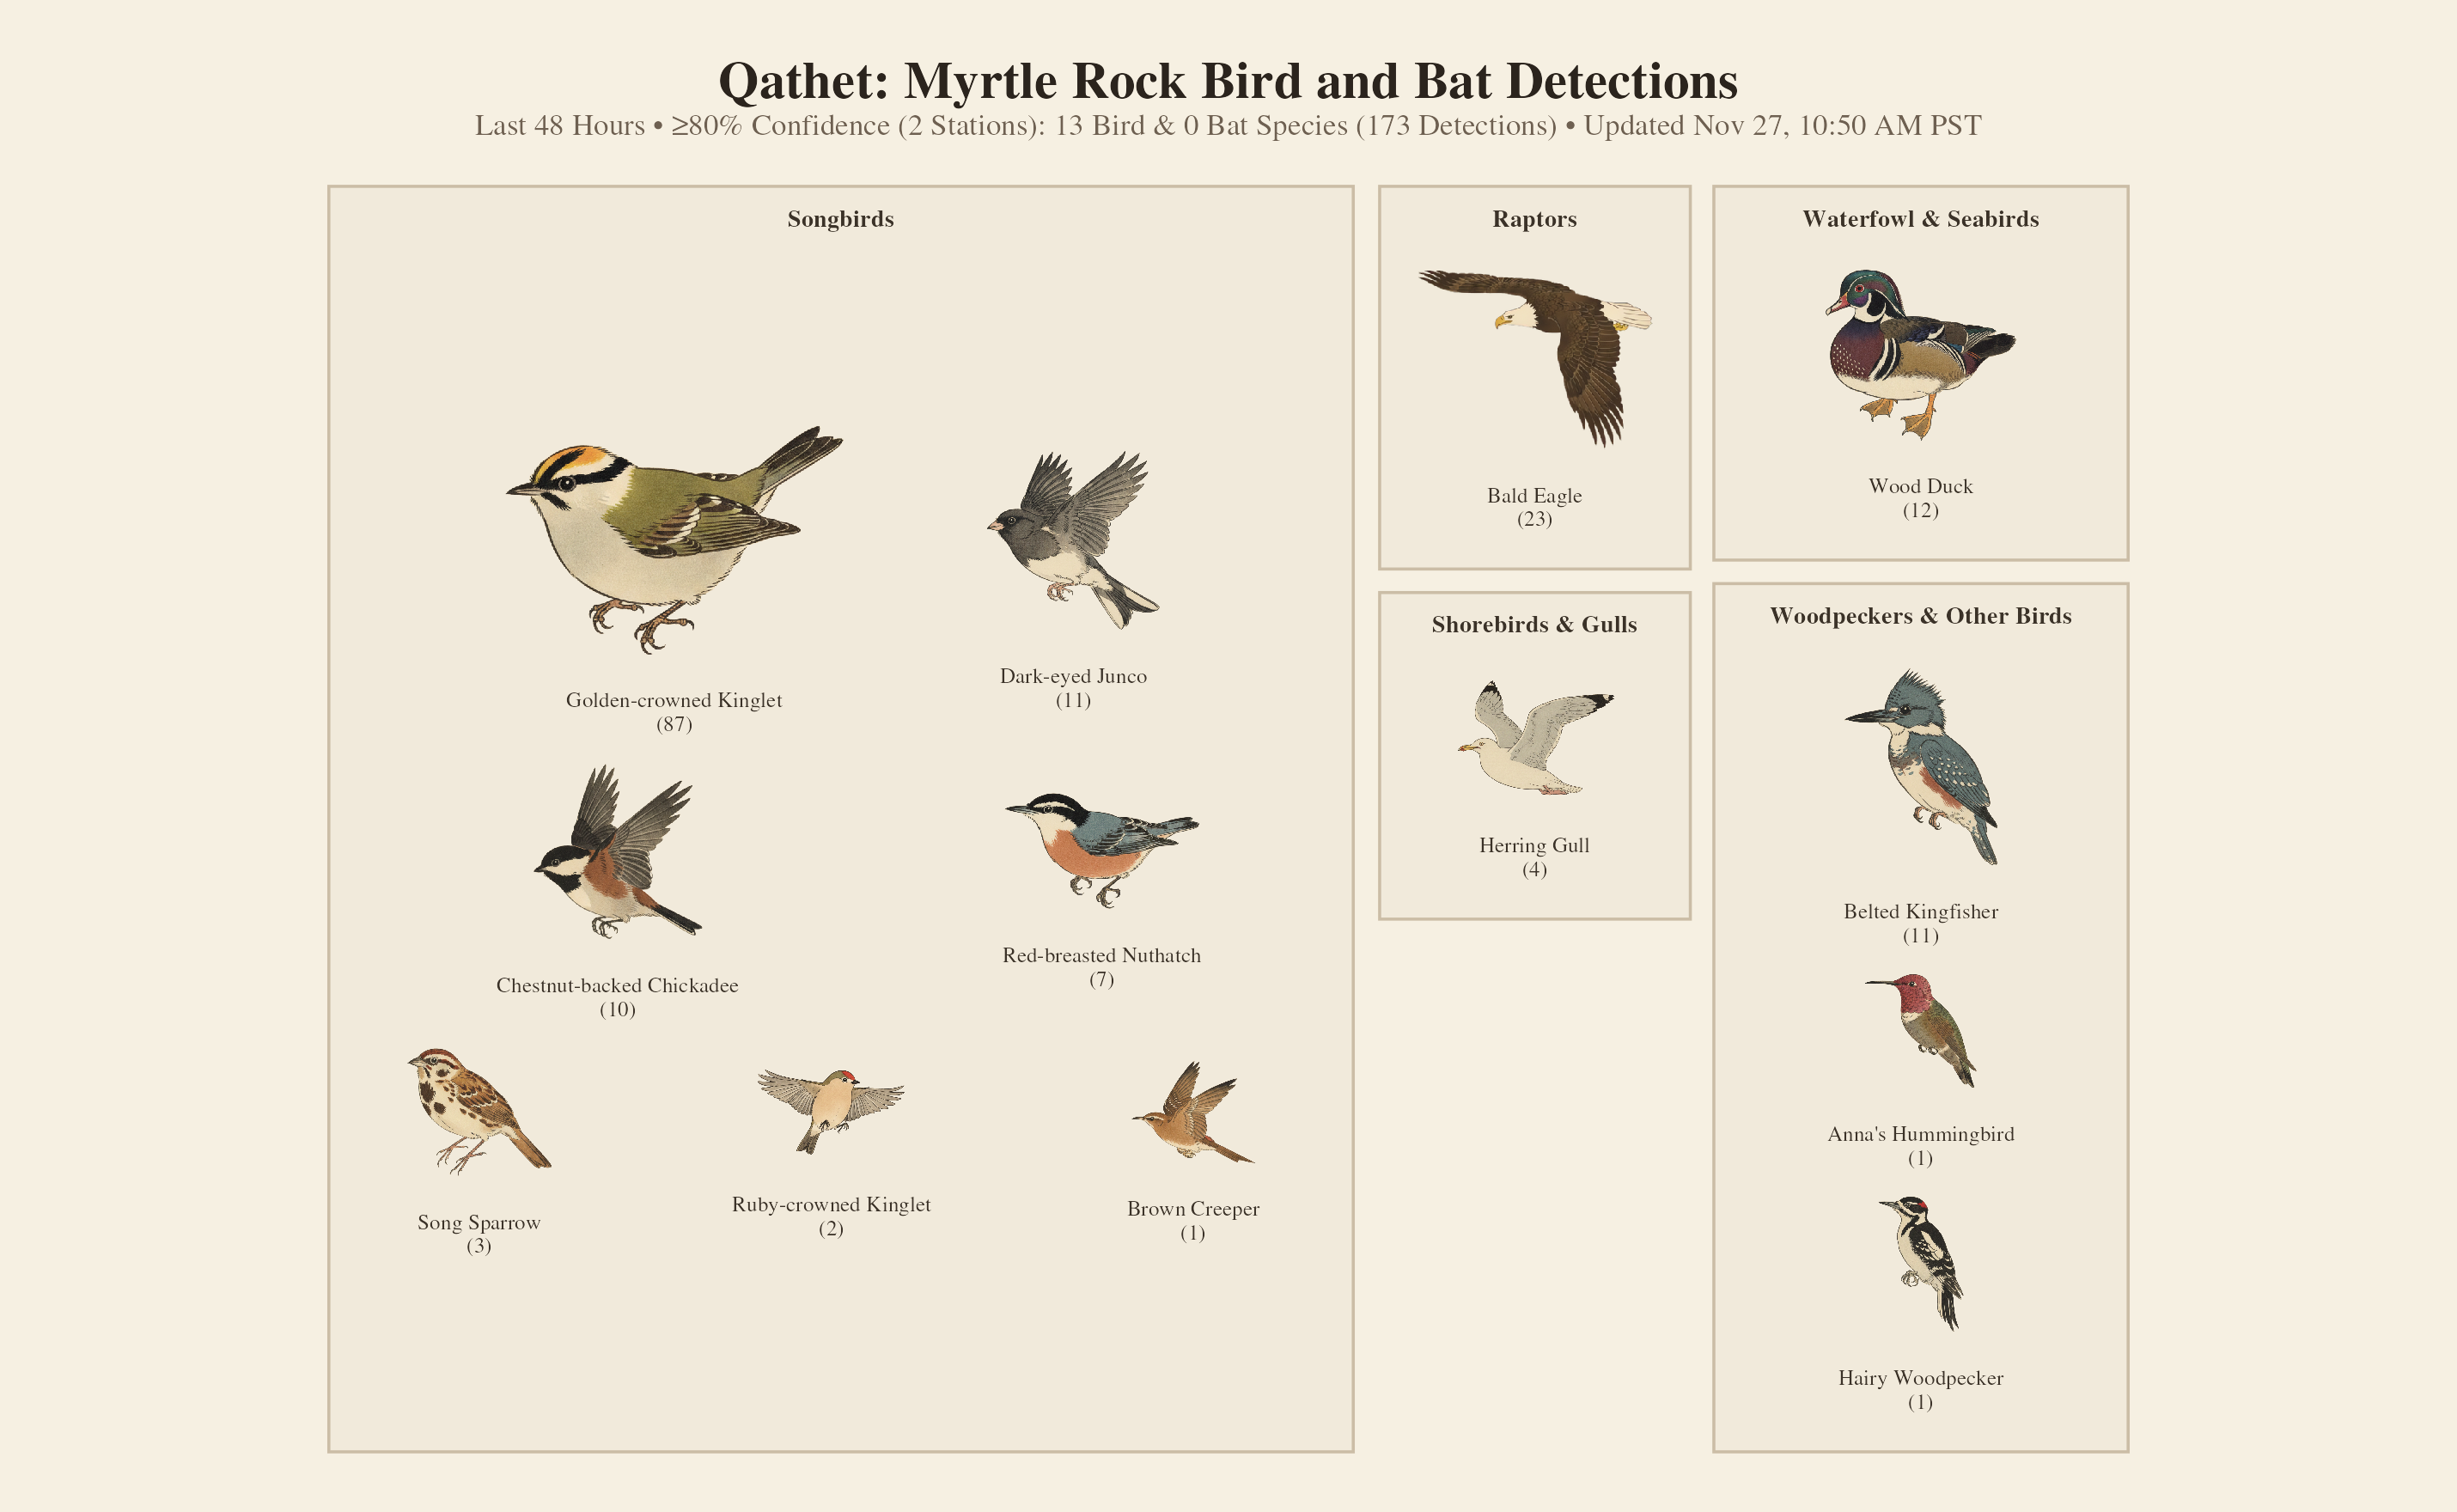 Qathet: Myrtle Rock Bird and Bat Detections
Last 48 Hours • ≥80% Confidence (2 Stations): 13 Bird & 0 Bat Species (173 Detections) • Updated Nov 27, 10:50 AM PST
Songbirds
Golden-crowned Kinglet
(87)
Dark-eyed Junco
(11)
Chestnut-backed Chickadee
(10)
Red-breasted Nuthatch
(7)
Song Sparrow
(3)
Ruby-crowned Kinglet
(2)
Brown Creeper
(1)
Raptors
Bald Eagle
(23)
Shorebirds & Gulls
Herring Gull
(4)
Waterfowl & Seabirds
Wood Duck
(12)
Woodpeckers & Other Birds
Belted Kingfisher
(11)
Anna's Hummingbird
(1)
Hairy Woodpecker
(1)